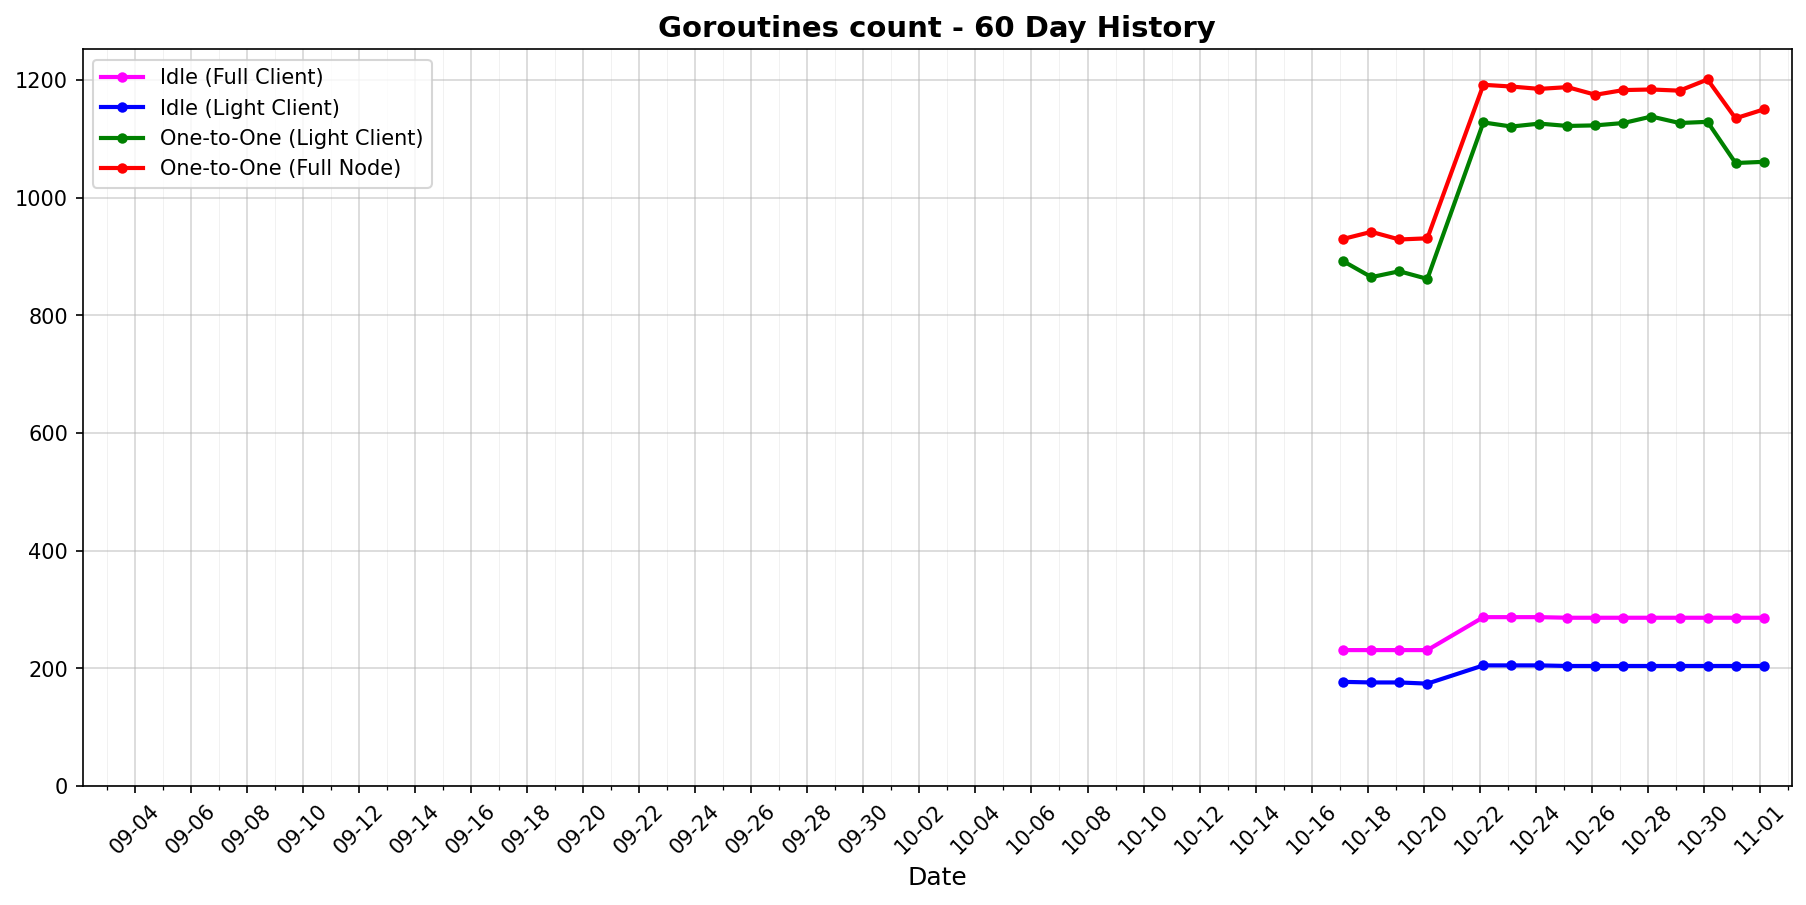 Goroutines count - 60 Day History
Idle (Full Client)
Idle (Light Client)
One-to-One (Light Client)
One-to-One (Full Node)
1200
1000
800
600
400
200
0
09-04 09-06 09-08 09-10 09-12 09-14 09-16 09-18 09-20 09-22 09-24 09-26 09-28 09-30 10-02 10-04 10-06 10-08 10-10 10-12 10-14 10-16 10-18 10-20 10-22 10-24 10-26 10-28 10-30 11-01
Date